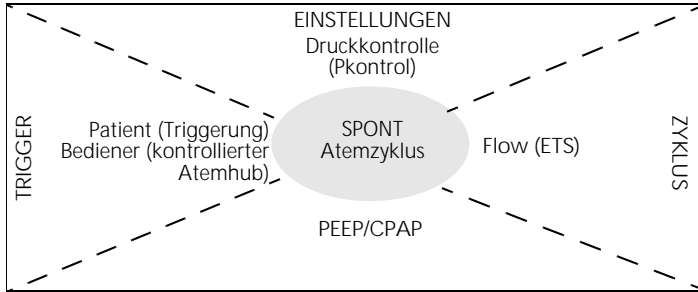 EINSTELLUNGEN
Druckkontrolle
(Pkontrol)
TRIGGER
Patient (Triggerung)
Bediener (kontrollierter
Atemhub)
SPONT
Atemzyklus
Flow (ETS)
ZYKLUS
PEEP/CPAP